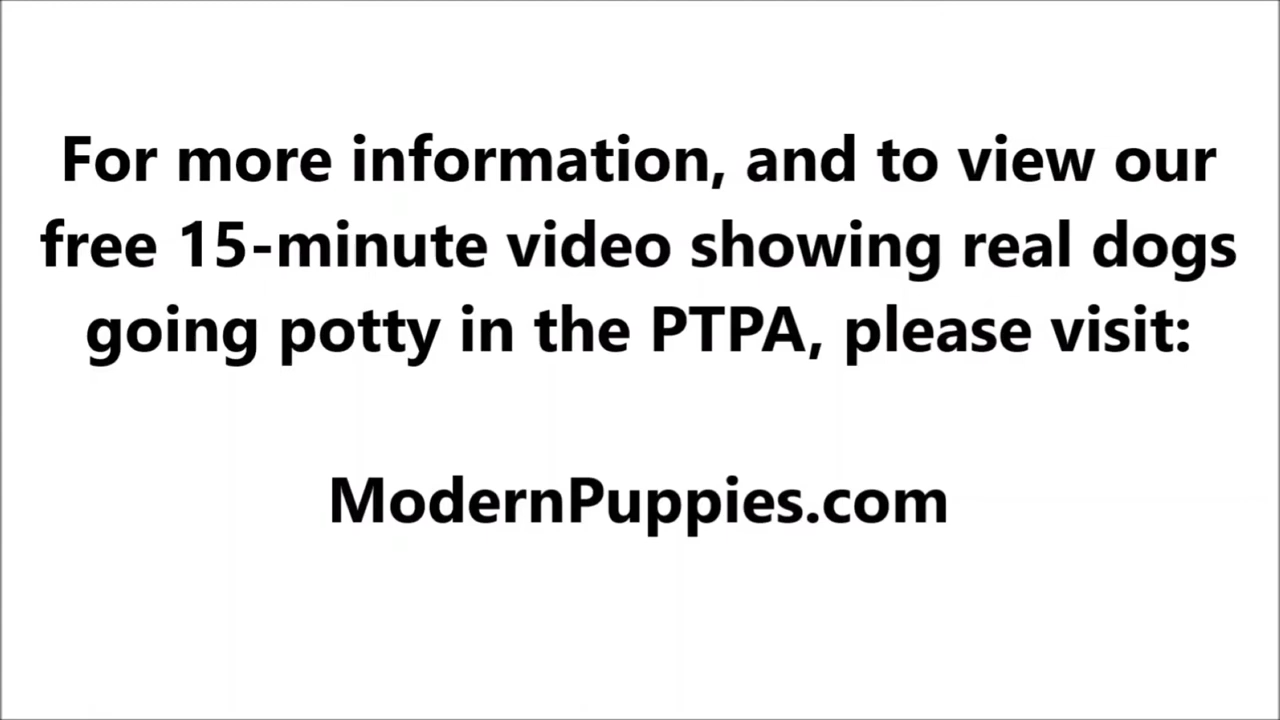 For more information, and to view our
free 15-minute video showing real dogs
going potty in the PTPA, please visit:
ModernPuppies.com